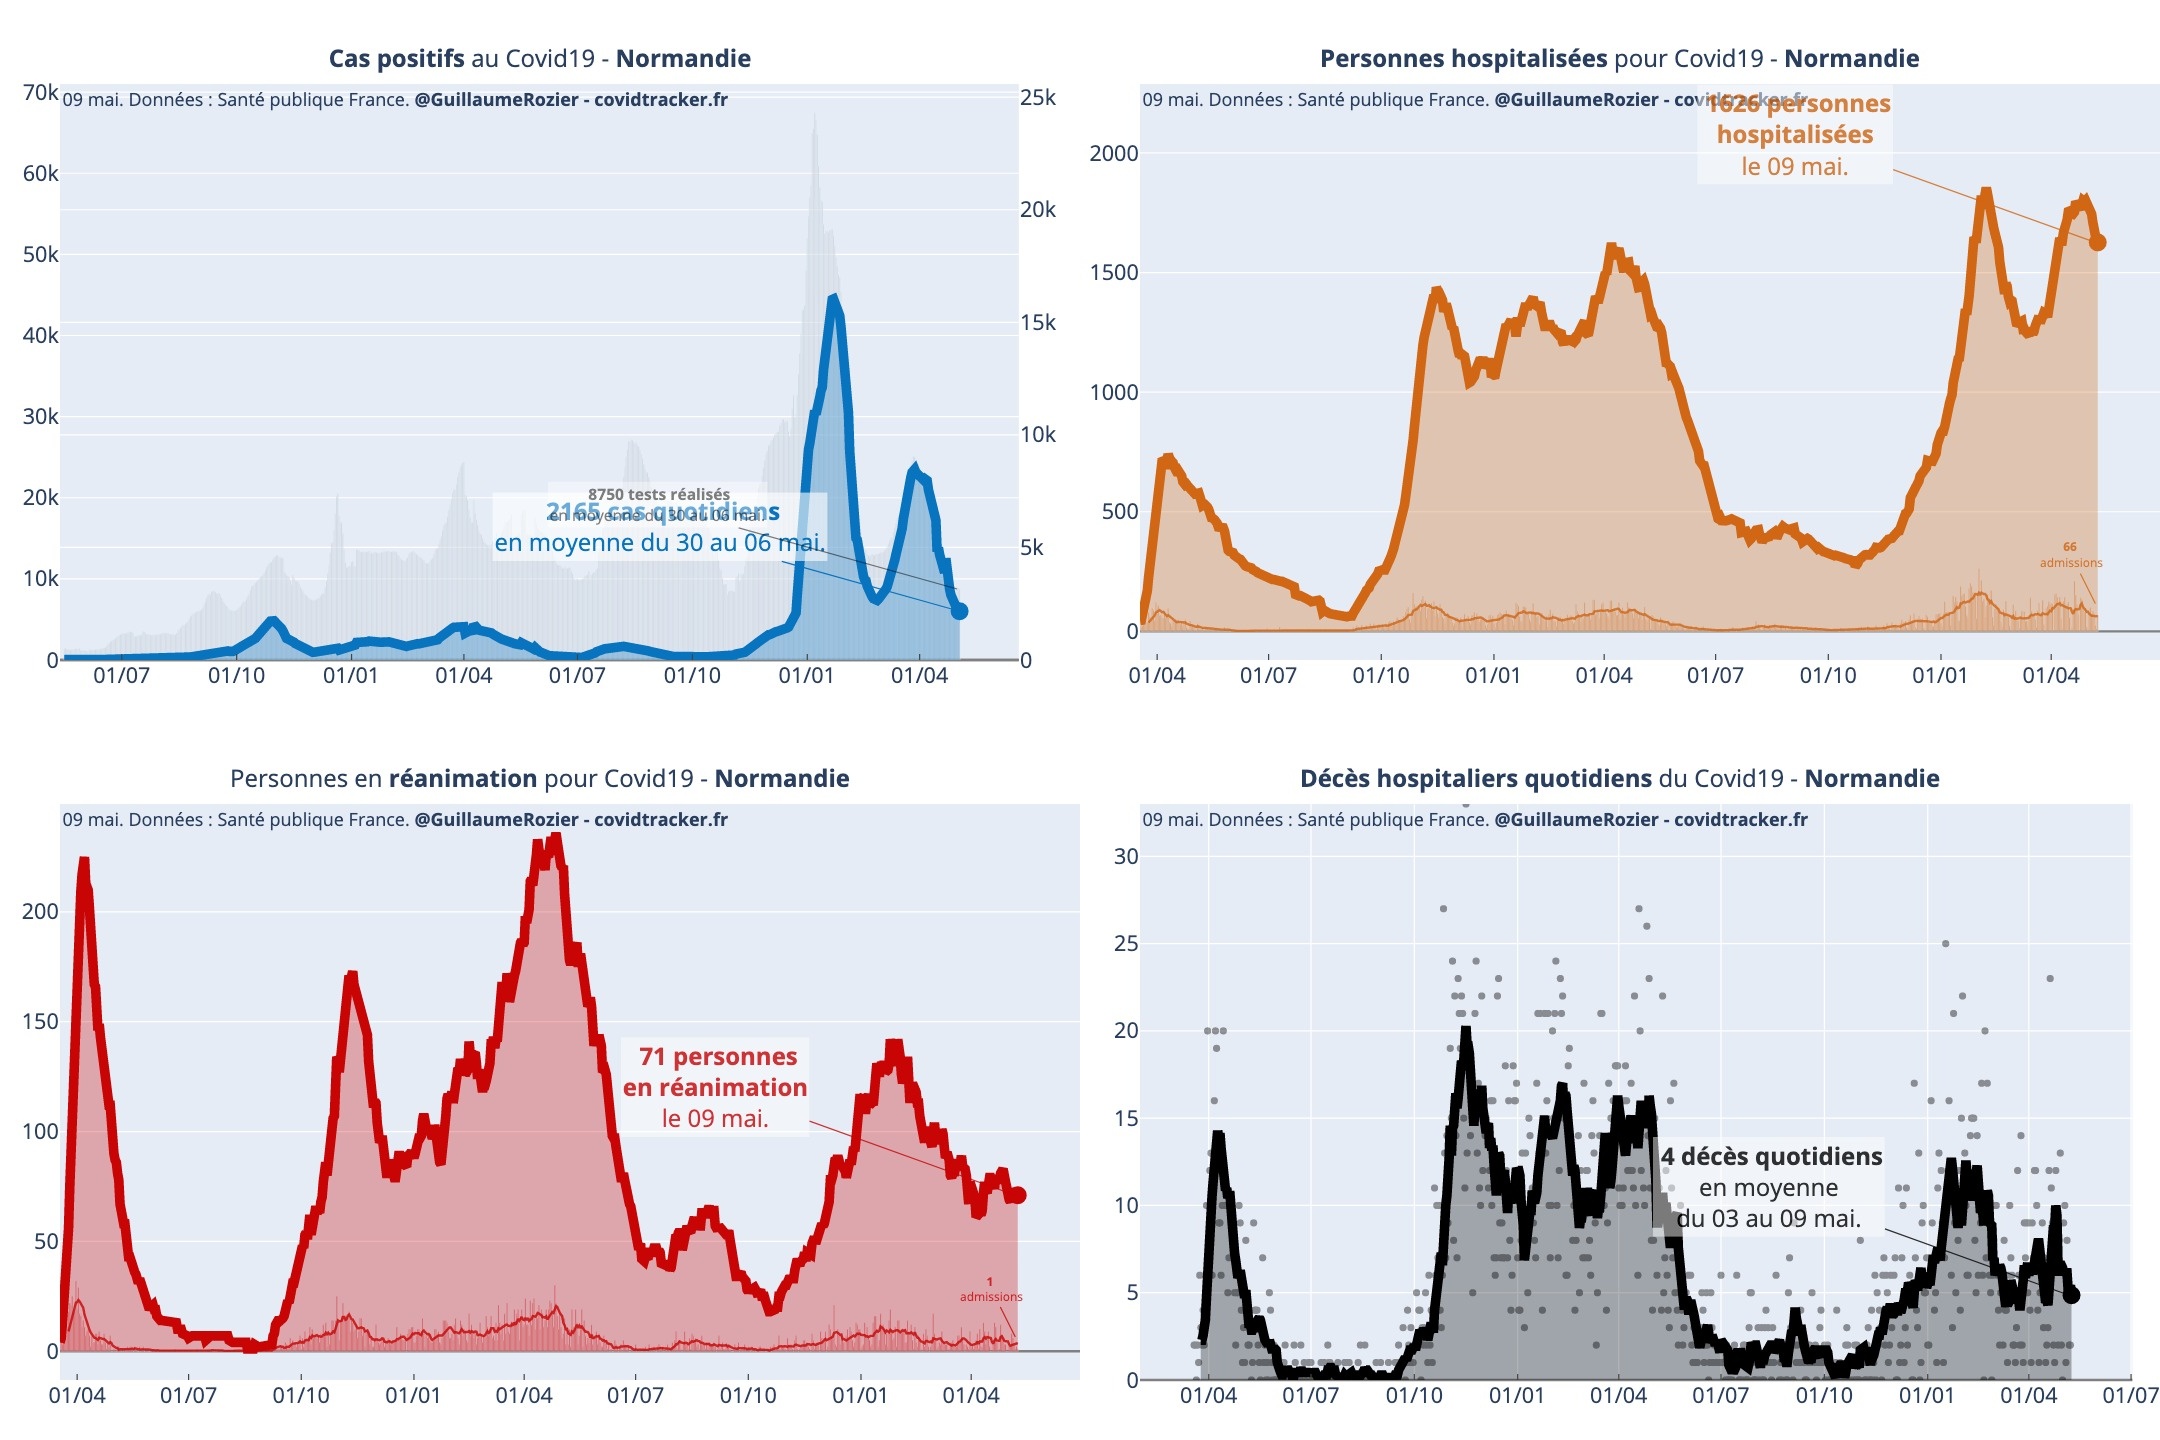 Cas positifs au Covid19 - Normandie
09 mai. Données : Santé publique France. @GuillaumeRozier - covidtracker.fr
70k
60k
50k
40k
30k
20k
10k
0
25k
20k
15k
10k
5k
0
8750 tests réalisés
en moyenne du 30 au 06 mai.
2165 cas quotidiens
en moyenne du 30 au 06 mai.
01/07 01/10 01/01 01/04 01/07 01/10 01/01 01/04
Personnes hospitalisées pour Covid19 - Normandie
09 mai. Données : Santé publique France. @GuillaumeRozier - covidtracker.fr
1626 personnes
hospitalisées
le 09 mai.
2000
1500
1000
500
0
66
admissions
01/04 01/07 01/10 01/01 01/04 01/07 01/10 01/01 01/04
Personnes en réanimation pour Covid19 - Normandie
09 mai. Données : Santé publique France. @GuillaumeRozier - covidtracker.fr
200
150
100
50
0
71 personnes
en réanimation
le 09 mai.
1
admissions
01/04 01/07 01/10 01/01 01/04 01/07 01/10 01/01 01/04
Décès hospitaliers quotidiens du Covid19 - Normandie
09 mai. Données : Santé publique France. @GuillaumeRozier - covidtracker.fr
30
25
20
15
10
5
0
4 décès quotidiens
en moyenne
du 03 au 09 mai.
01/04 01/07 01/10 01/01 01/04 01/07 01/10 01/01 01/04 01/07